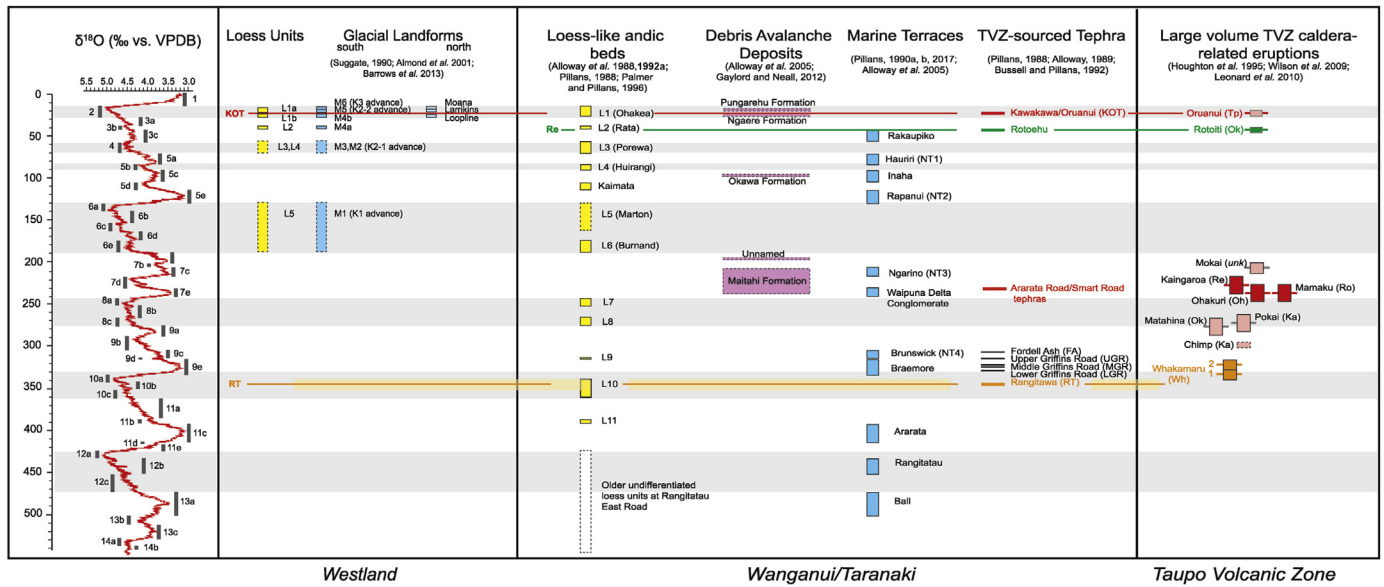 δ¹⁸O (‰ vs. VPDB)
5.5 5.0 4.5 4.0 3.5 3.0
0
50
100
150
200
250
300
350
400
450
500
1
2
3a
3b
3c
4
5a
5b
5c
5d
5e
6a
6b
6c
6d
6e
7b
7c
7d
7e
8a
8b
8c
9a
9b
9c
9d
9e
10a
10b
10c
11a
11b
11c
11d
11e
12a
12b
12c
13a
13b
13c
14a
14b
Loess Units
Glacial Landforms
south north
(Suggate, 1990; Almond et al. 2001;
Barrows et al. 2013)
KOT
L1a
L1b
L2
L3,L4
L5
M6 (K3 advance)
M5 (K2-2 advance)
M4b
M4a
M3,M2 (K2-1 advance)
M1 (K1 advance)
Moana
Larrikins
Loopline
RT
Westland
Loess-like andic
beds
(Alloway et al. 1988,1992a;
Pillans, 1988; Palmer
and Pillans, 1996)
Re
L1 (Ohakea)
L2 (Rata)
L3 (Porewa)
L4 (Huirangi)
Kaimata
L5 (Marton)
L6 (Burnand)
L7
L8
L9
L10
L11
Older undifferentiated
loess units at Rangitatau
East Road
Debris Avalanche
Deposits
(Alloway et al. 2005;
Gaylord and Neall, 2012)
Pungarehu Formation
Ngaere Formation
Okawa Formation
Unnamed
Maitahi Formation
Marine Terraces
(Pillans, 1990a, b, 2017;
Alloway et al. 2005)
Rakaupiko
Hauriri (NT1)
Inaha
Rapanui (NT2)
Ngarino (NT3)
Waipuna Delta
Conglomerate
Brunswick (NT4)
Braemore
Ararata
Rangitatau
Ball
TVZ-sourced Tephra
(Pillans, 1988; Alloway, 1989;
Bussell and Pillans, 1992)
Kawakawa/Oruanui (KOT)
Rotoehu
Ararata Road/Smart Road
tephras
Fordell Ash (FA)
Upper Griffins Road (UGR)
Middle Griffins Road (MGR)
Lower Griffins Road (LGR)
Rangitawa (RT)
Wanganui/Taranaki
Large volume TVZ caldera-
related eruptions
(Houghton et al. 1995; Wilson et al. 2009;
Leonard et al. 2010)
Oruanui (Tp)
Rotoiti (Ok)
Mokai (unk)
Kaingaroa (Re)
Mamaku (Ro)
Ohakuri (Oh)
Matahina (Ok)
Pokai (Ka)
Chimp (Ka)
Whakamaru 2
(Wh) 1
Taupo Volcanic Zone